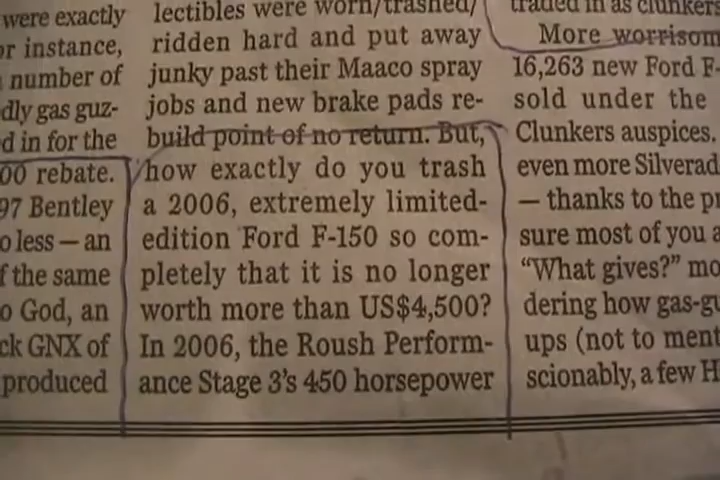 were exactly
or instance,
number of
dly gas guz-
d in for the
00 rebate.
97 Bentley
o less — an
f the same
o God, an
ck GNX of
produced
lectibles were worn/trashed/
ridden hard and put away
junky past their Maaco spray
jobs and new brake pads re-
build point of no return. But,
how exactly do you trash
a 2006, extremely limited-
edition Ford F-150 so com-
pletely that it is no longer
worth more than US$4,500?
In 2006, the Roush Perform-
ance Stage 3’s 450 horsepower
traded in as clunkers
More worrisom
16,263 new Ford F-
sold under the
Clunkers auspices.
even more Silverad
— thanks to the pr
sure most of you a
“What gives?” mo
dering how gas-gu
ups (not to ment
scionably, a few H